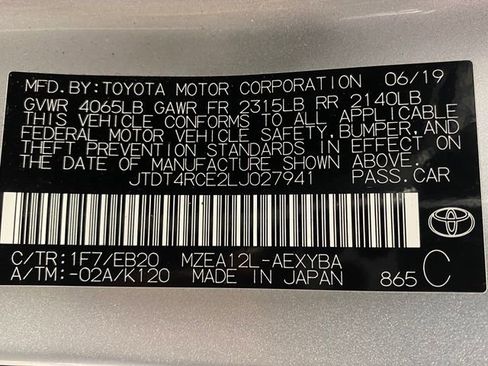 MFD. BY: TOYOTA MOTOR CORPORATION 06/19
GVWR 4065LB GAWR FR 2315LB RR 2140LB
THIS VEHICLE CONFORMS TO ALL APPLICABLE
FEDERAL MOTOR VEHICLE SAFETY, BUMPER, AND
THEFT PREVENTION STANDARDS IN EFFECT ON
THE DATE OF MANUFACTURE SHOWN ABOVE.
JTDT4RCE2LJ027941 PASS. CAR
C/TR: 1F7/EB20 MZEA12L-AEXYBA
A/TM: -02A/K120 MADE IN JAPAN 865 C